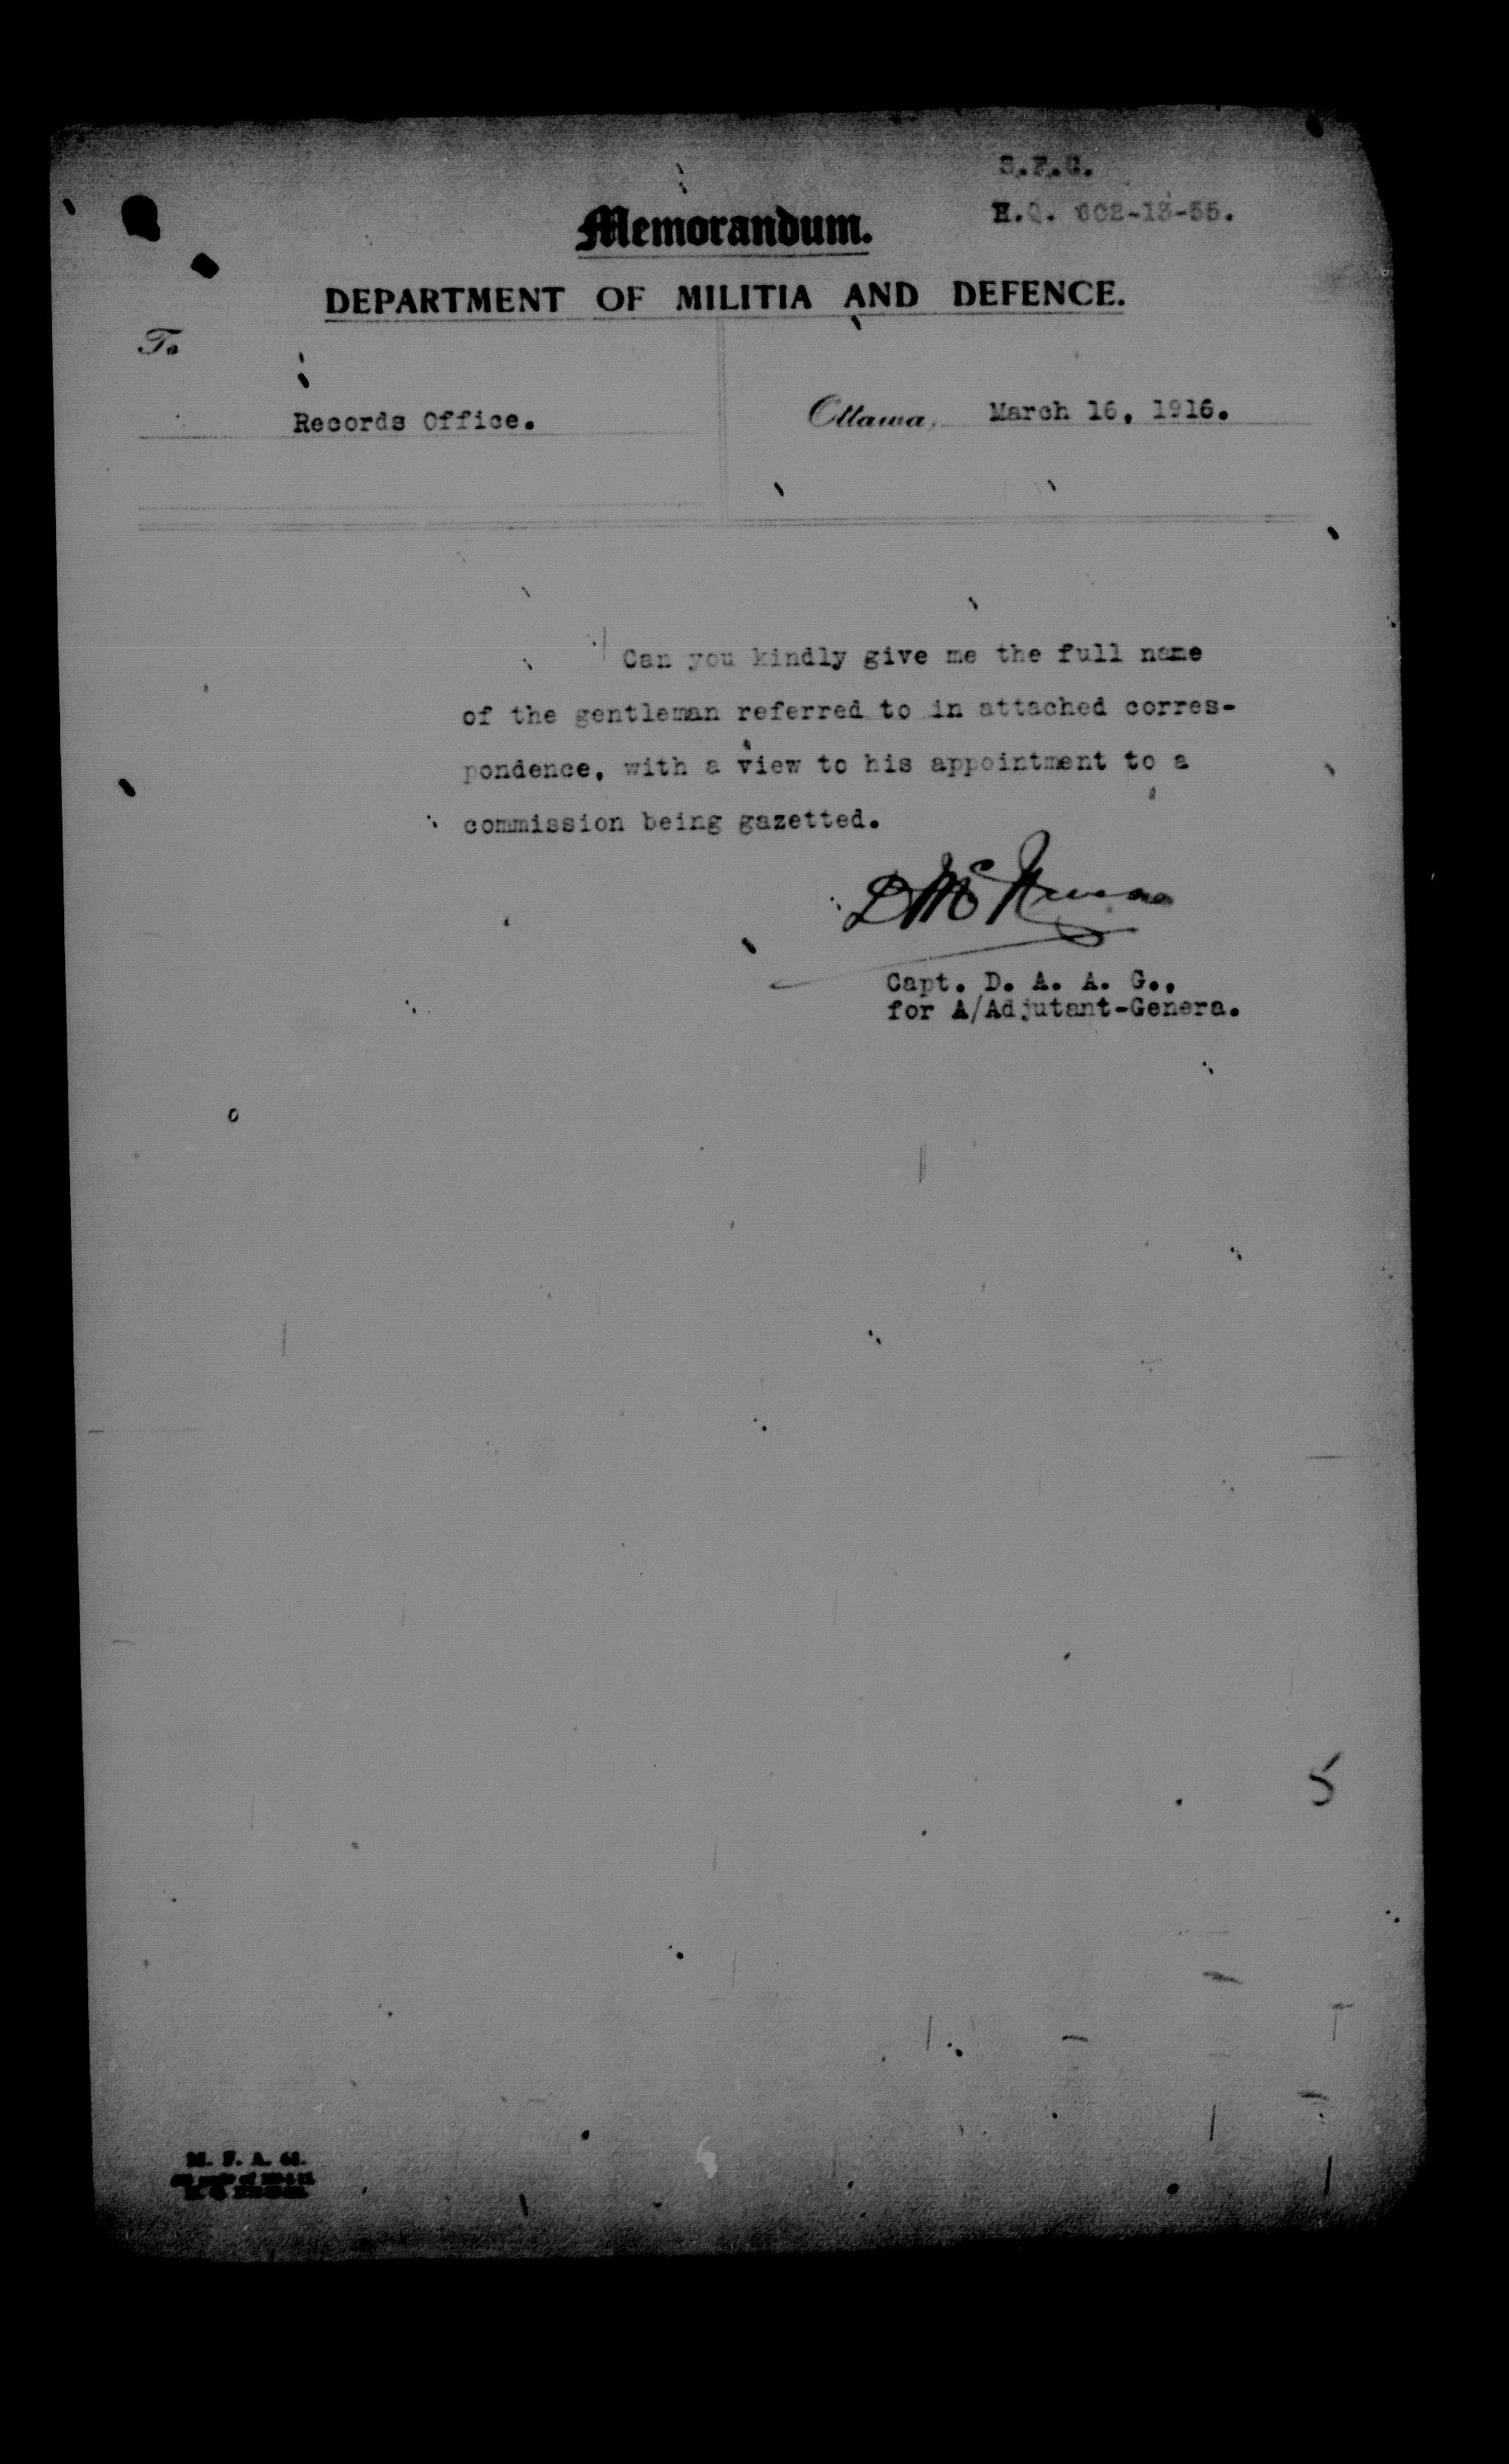 S.F.C.
H.Q. 602-13-55.
Memorandum.
DEPARTMENT OF MILITIA AND DEFENCE.
To
Records Office.
Ottawa, March 16, 1916.
Can you kindly give me the full name
of the gentleman referred to in attached corres-
pondence, with a view to his appointment to a
commission being gazetted.
Capt. D. A. A. G.,
for A/Adjutant-Genera.
5
M. F. A.